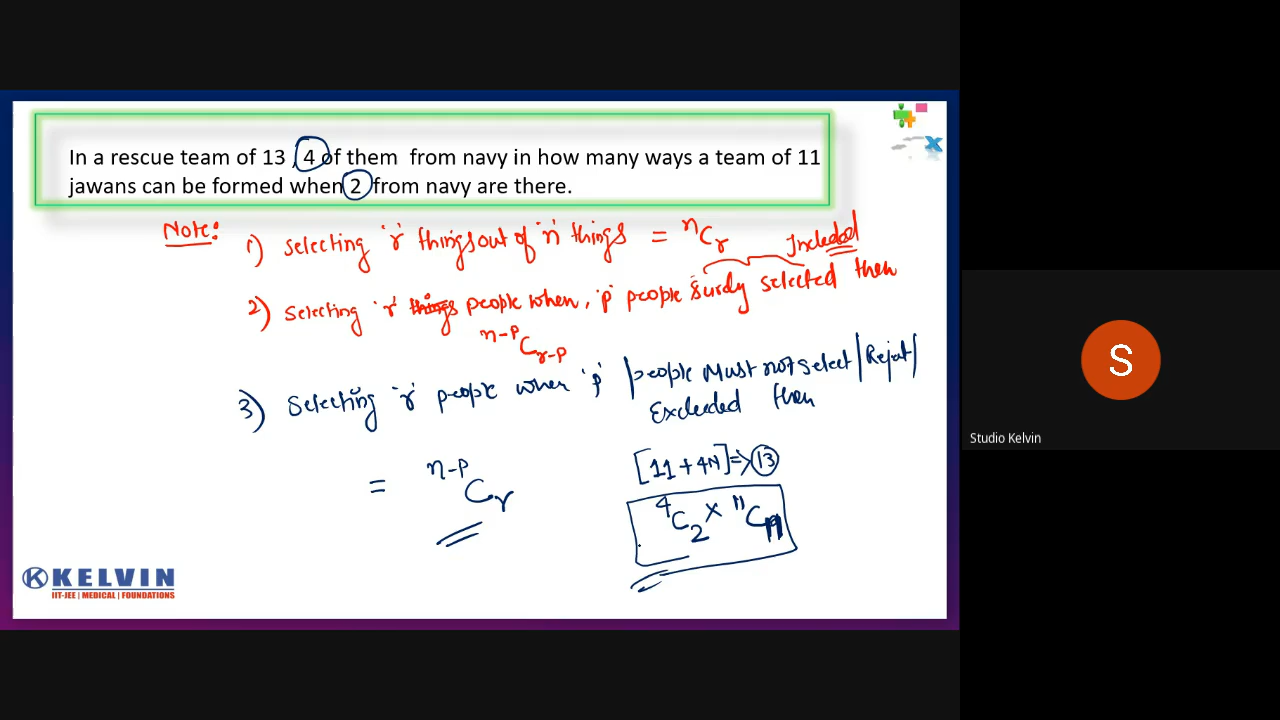 In a rescue team of 13 , 4 of them from navy in how many ways a team of 11
jawans can be formed when 2 from navy are there.
Note:
1) Selecting 'r' things out of 'n' things = nCr
Included
2) Selecting 'r' things people when 'p' people surely selected then
n-pCr-p
3) Selecting 'r' people when 'p' people Must not select / Reject /
Excluded then
= n-pCr
[11 + 4N] => 13
4C2 x 11C
KELVIN
IIT-JEE | MEDICAL | FOUNDATIONS
S
Studio Kelvin